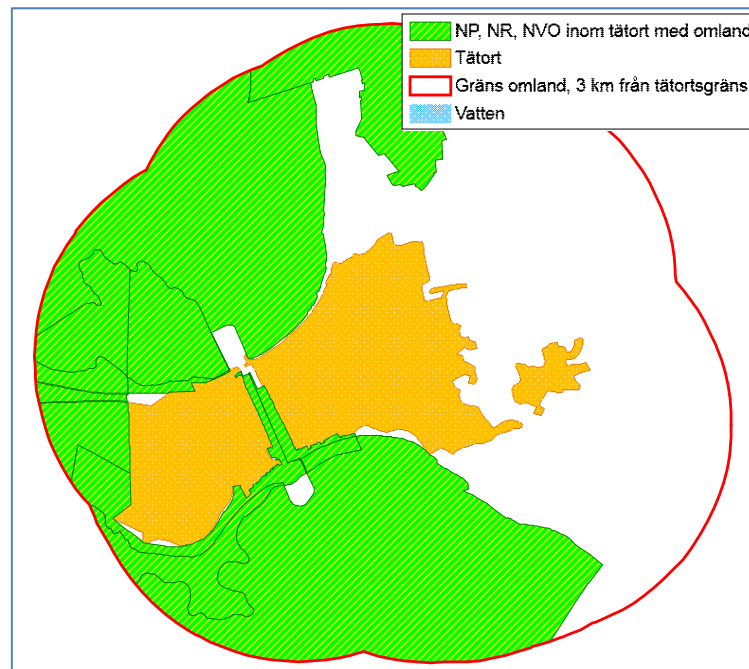 NP, NR, NVO inom tätort med omland
Tätort
Gräns omland, 3 km från tätortsgräns
Vatten